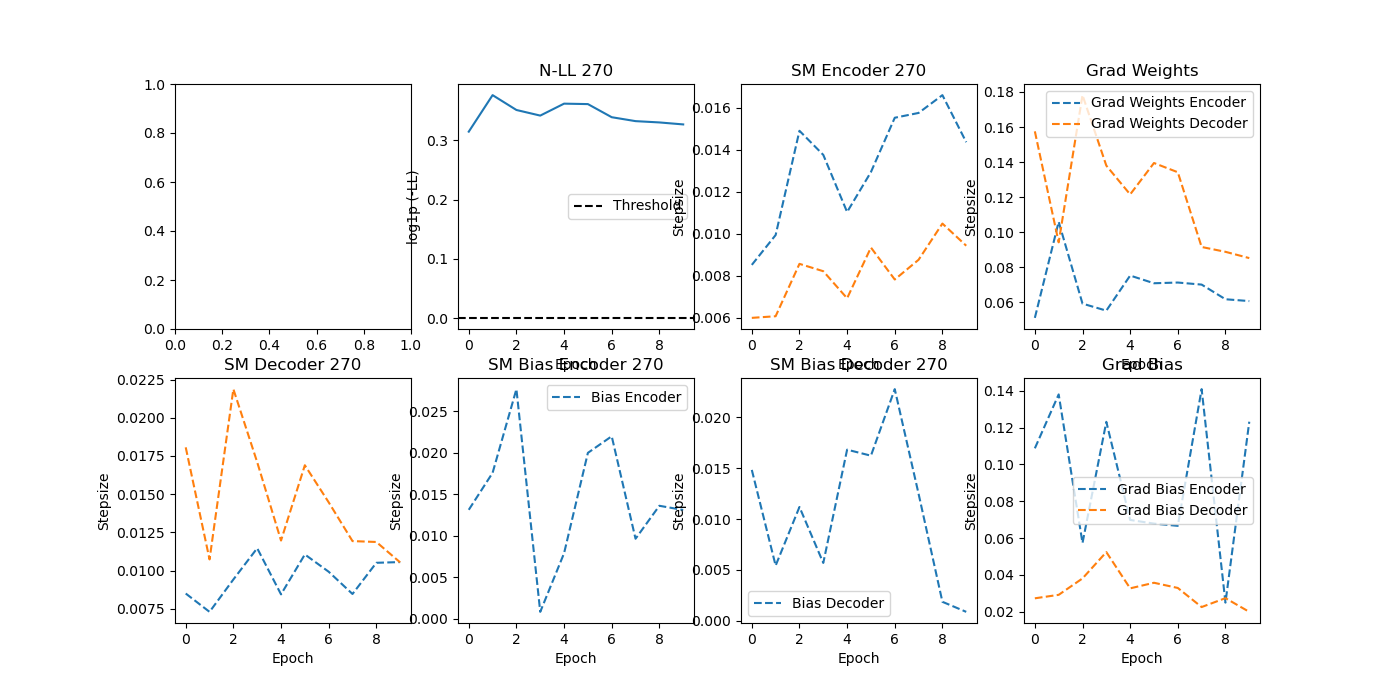 N-LL 270
SM Encoder 270
Grad Weights
1.0
0.8
0.6
0.4
0.2
0.0
0.0 0.2 0.4 0.6 0.8 1.0
log1p (-LL)
0.3
0.2
0.1
0.0
Threshold
0 2 4 6 8
Epoch
Stepsize
0.016
0.014
0.012
0.010
0.008
0.006
0 2 4 6 8
Epoch
Stepsize
0.18
0.16
0.14
0.12
0.10
0.08
0.06
Grad Weights Encoder
Grad Weights Decoder
0 2 4 6 8
Epoch
SM Decoder 270
SM Bias Encoder 270
SM Bias Decoder 270
Grad Bias
Stepsize
0.0225
0.0200
0.0175
0.0150
0.0125
0.0100
0.0075
0 2 4 6 8
Epoch
Stepsize
0.025
0.020
0.015
0.010
0.005
0.000
Bias Encoder
0 2 4 6 8
Epoch
Stepsize
0.020
0.015
0.010
0.005
0.000
Bias Decoder
0 2 4 6 8
Epoch
Stepsize
0.14
0.12
0.10
0.08
0.06
0.04
0.02
Grad Bias Encoder
Grad Bias Decoder
0 2 4 6 8
Epoch